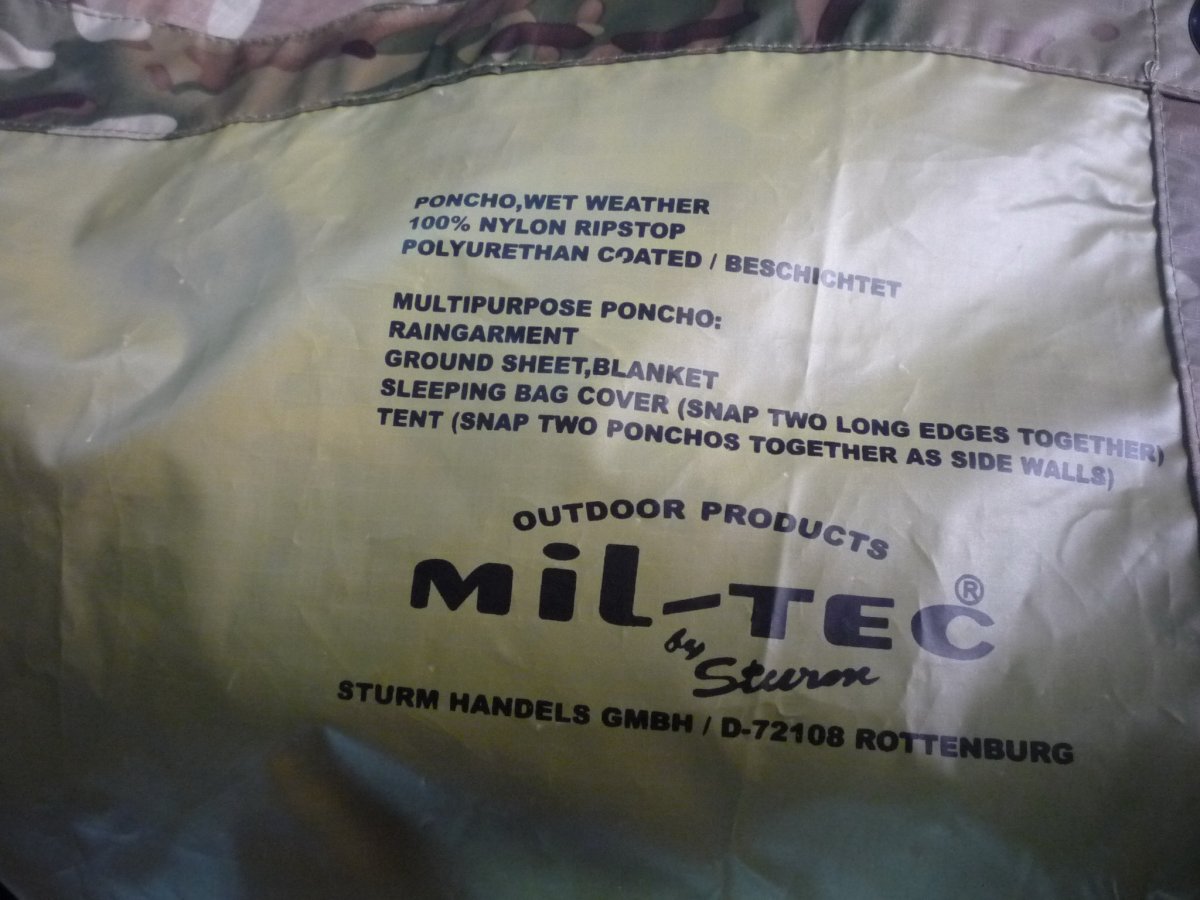 PONCHO,WET WEATHER
100% NYLON RIPSTOP
POLYURETHAN COATED / BESCHICHTET
MULTIPURPOSE PONCHO:
RAINGARMENT
GROUND SHEET,BLANKET
SLEEPING BAG COVER (SNAP TWO LONG EDGES TOGETHER)
TENT (SNAP TWO PONCHOS TOGETHER AS SIDE WALLS)
OUTDOOR PRODUCTS
MiL-TEC®
by Sturm
STURM HANDELS GMBH / D-72108 ROTTENBURG